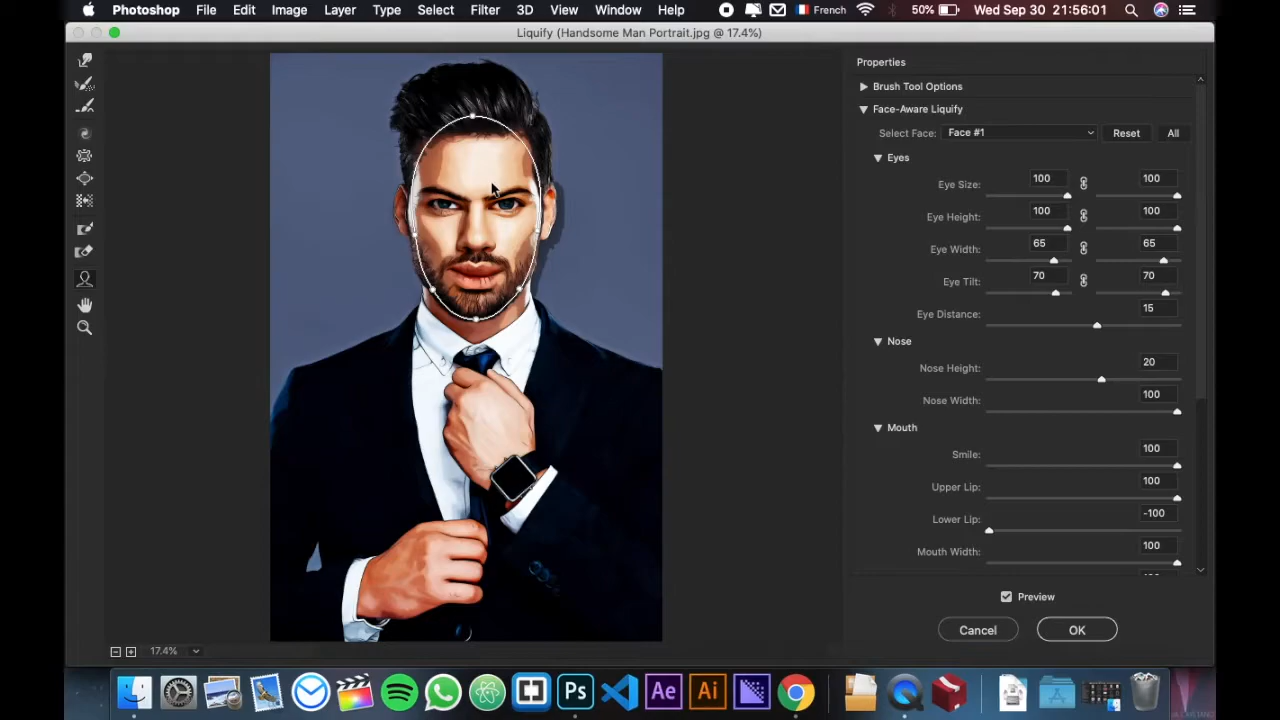 Photoshop File Edit Image Layer Type Select Filter 3D View Window Help French 50% Wed Sep 30 21:56:01
Liquify (Handsome Man Portrait.jpg @ 17.4%)
Properties
Brush Tool Options
Face-Aware Liquify
Select Face: Face #1 Reset All
Eyes
Eye Size: 100 100
Eye Height: 100 100
Eye Width: 65 65
Eye Tilt: 70 70
Eye Distance: 15
Nose
Nose Height: 20
Nose Width: 100
Mouth
Smile: 100
Upper Lip: 100
Lower Lip: -100
Mouth Width: 100
Preview
Cancel OK
17.4%
Ps Ae Ai